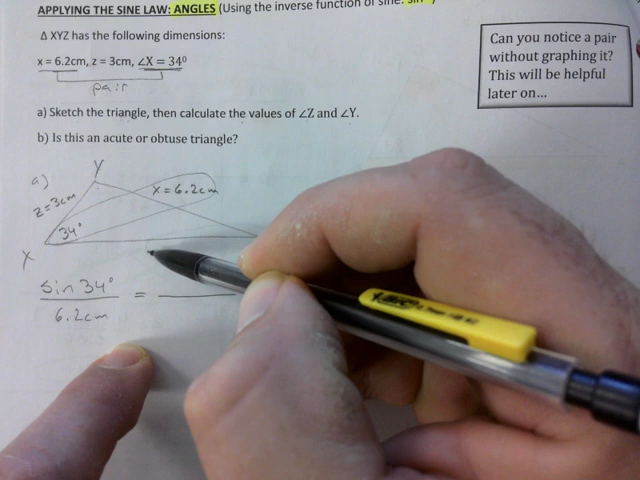 APPLYING THE SINE LAW: ANGLES (Using the inverse function of sine: sin⁻¹)
Δ XYZ has the following dimensions:
x = 6.2cm, z = 3cm, ∠X = 34⁰
pair
Can you notice a pair
without graphing it?
This will be helpful
later on...
a) Sketch the triangle, then calculate the values of ∠Z and ∠Y.
b) Is this an acute or obtuse triangle?
a)
Y
z=3cm
x=6.2cm
34°
X
sin 34° =
6.2cm